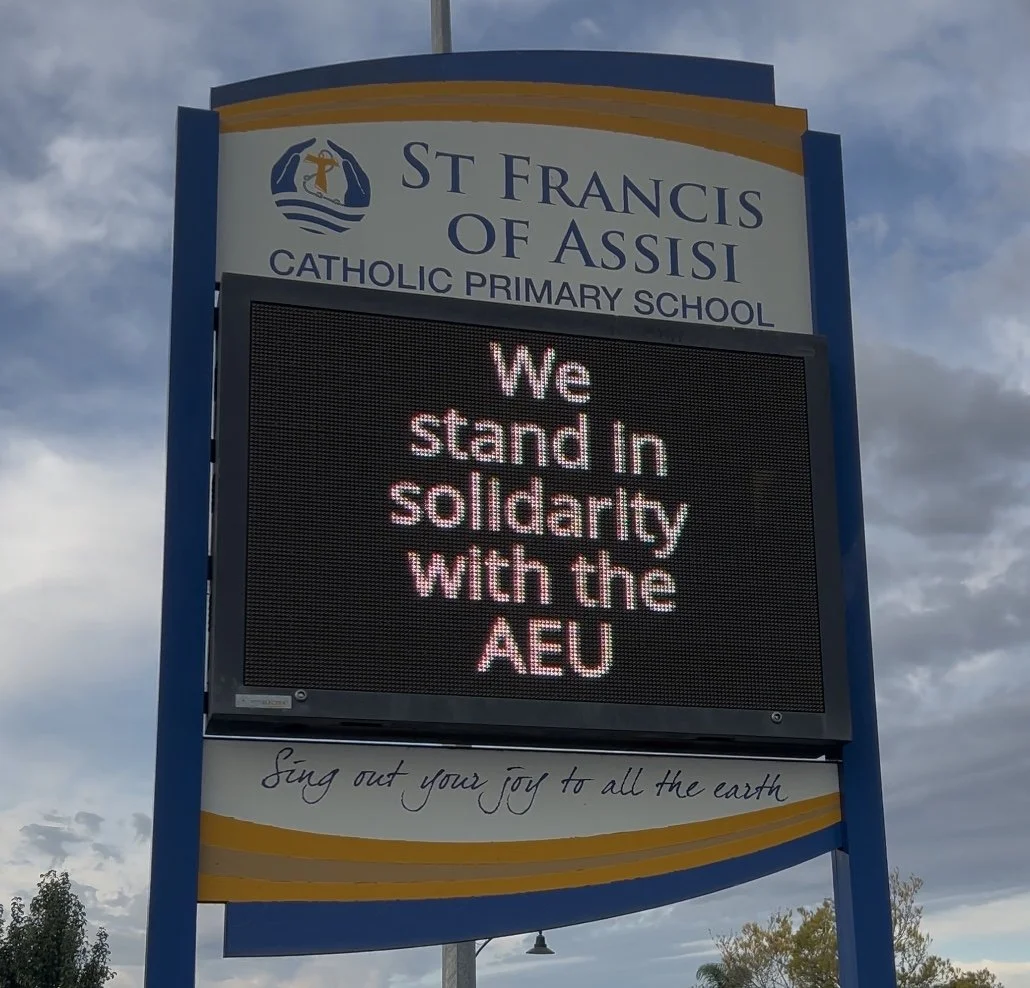 ST FRANCIS
OF ASSISI
CATHOLIC PRIMARY SCHOOL
We
stand in
solidarity
with the
AEU
Sing out your joy to all the earth